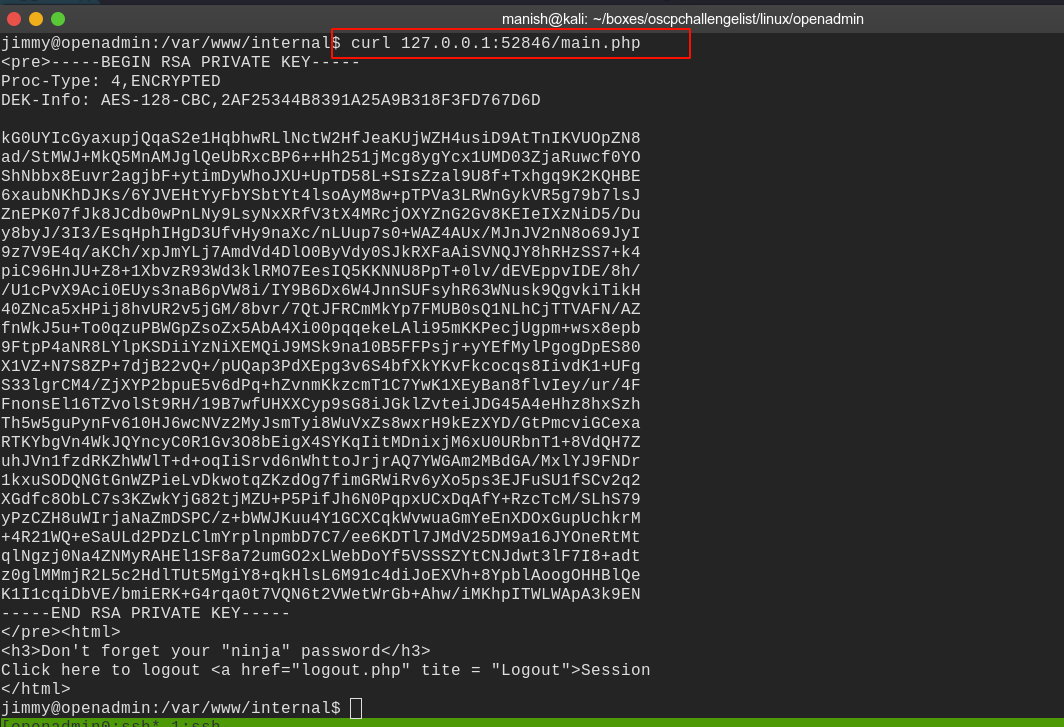 manish@kali: ~/boxes/oscpchallengelist/linux/openadmin
jimmy@openadmin:/var/www/internal$ curl 127.0.0.1:52846/main.php
<pre>-----BEGIN RSA PRIVATE KEY-----
Proc-Type: 4,ENCRYPTED
DEK-Info: AES-128-CBC,2AF25344B8391A25A9B318F3FD767D6D
kG0UYIcGyaxupjQqaS2e1HqbhwRLlNctW2HfJeaKUjWZH4usiD9AtTnIKVUOpZN8
ad/StMWJ+MkQ5MnAMJglQeUbRxcBP6++Hh251jMcg8ygYcx1UMD03ZjaRuwcf0YO
ShNbbx8Euvr2agjbF+ytimDyWhoJXU+UpTD58L+SIsZzal9U8f+Txhgq9K2KQHBE
6xaubNKhDJKs/6YJVEHtYyFbYSbtYt4lsoAyM8w+pTPVa3LRWnGykVR5g79b7lsJ
ZnEPK07fJk8JCdb0wPnLNy9LsyNxXRfV3tX4MRcjOXYZnG2Gv8KEIeIXzNiD5/Du
y8byJ/3I3/EsqHphIHgD3UfvHy9naXc/nLUup7s0+WAZ4AUx/MJnJV2nN8o69JyI
9z7V9E4q/aKCh/xpJmYLj7AmdVd4DlO0ByVdy0SJkRXFaAiSVNQJY8hRHzSS7+k4
piC96HnJU+Z8+1XbvzR93Wd3klRMO7EesIQ5KKNNU8PpT+0lv/dEVEppvIDE/8h/
/U1cPvX9Aci0EUys3naB6pVW8i/IY9B6Dx6W4JnnSUFsyhR63WNusk9QgvkiTikH
40ZNca5xHPij8hvUR2v5jGM/8bvr/7QtJFRCmMkYp7FMUB0sQ1NLhCjTTVAFN/AZ
fnWkJ5u+To0qzuPBWGpZsoZx5AbA4Xi00pqqekeLAli95mKKPecjUgpm+wsx8epb
9FtpP4aNR8LYlpKSDiiYzNiXEMQiJ9MSk9na10B5FFPsjr+yYEfMylPgogDpES80
X1VZ+N7S8ZP+7djB22vQ+/pUQap3PdXEpg3v6S4bfXkYKvFkcocqs8IivdK1+UFg
S33lgrCM4/ZjXYP2bpuE5v6dPq+hZvnmKkzcmT1C7YwK1XEyBan8flvIey/ur/4F
FnonsEl16TZvolSt9RH/19B7wfUHXXCyp9sG8iJGklZvteiJDG45A4eHhz8hxSzh
Th5w5guPynFv610HJ6wcNVz2MyJsmTyi8WuVxZs8wxrH9kEzXYD/GtPmcviGCexa
RTKYbgVn4WkJQYncyC0R1Gv3O8bEigX4SYKqIitMDnixjM6xU0URbnT1+8VdQH7Z
uhJVn1fzdRKZhWWlT+d+oqIiSrvd6nWhttoJrjrAQ7YWGAm2MBdGA/MxlYJ9FNDr
1kxuSODQNGtGnWZPieLvDkwotqZKzdOg7fimGRWiRv6yXo5ps3EJFuSU1fSCv2q2
XGdfc8ObLC7s3KZwkYjG82tjMZU+P5PifJh6N0PqpxUCxDqAfY+RzcTcM/SLhS79
yPzCZH8uWIrjaNaZmDSPC/z+bWWJKuu4Y1GCXCqkWvwuaGmYeEnXDOxGupUchkrM
+4R21WQ+eSaULd2PDzLClmYrplnpmbD7C7/ee6KDTl7JMdV25DM9a16JYOneRtMt
qlNgzj0Na4ZNMyRAHEl1SF8a72umGO2xLWebDoYf5VSSSZYtCNJdwt3lF7I8+adt
z0glMMmjR2L5c2HdlTUt5MgiY8+qkHlsL6M91c4diJoEXVh+8YpblAoogOHHBlQe
K1I1cqiDbVE/bmiERK+G4rqa0t7VQN6t2VWetWrGb+Ahw/iMKhpITWLWApA3k9EN
-----END RSA PRIVATE KEY-----
</pre><html>
<h3>Don't forget your "ninja" password</h3>
Click here to logout <a href="logout.php" tite = "Logout">Session
</html>
jimmy@openadmin:/var/www/internal$
[openadmin0:ssh* 1:ssh